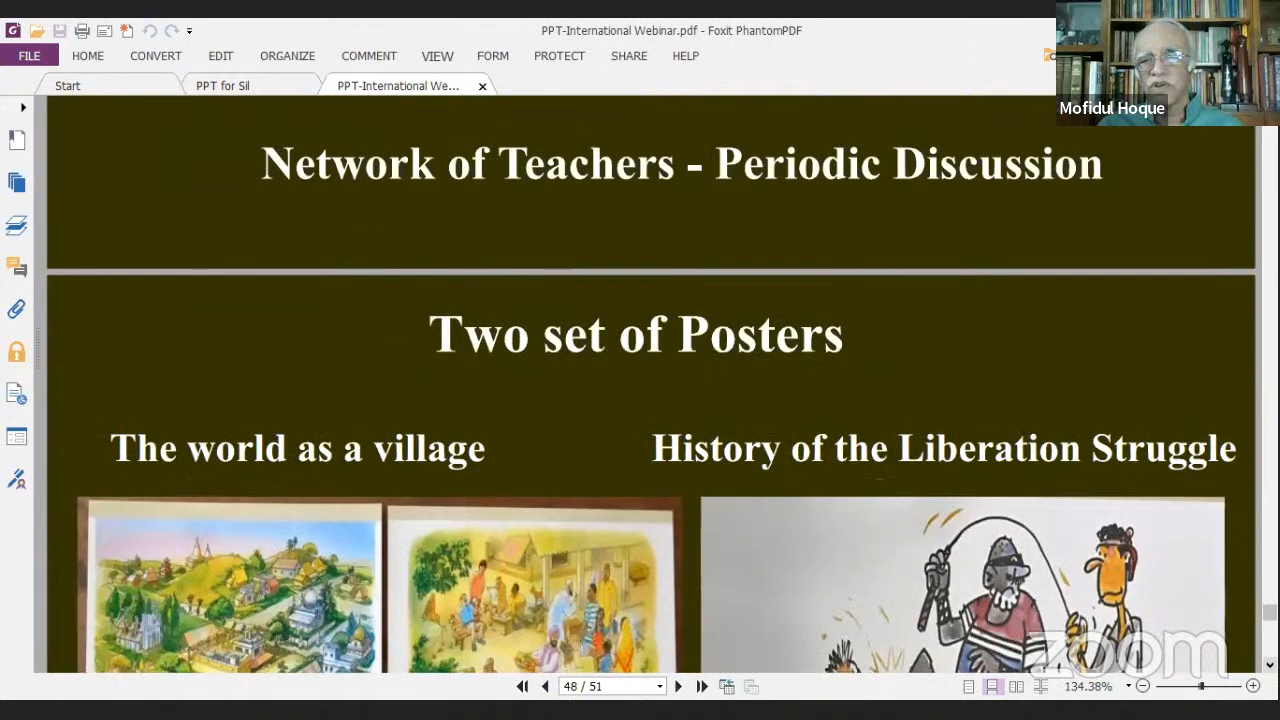 PPT-International Webinar.pdf - Foxit PhantomPDF
FILE HOME CONVERT EDIT ORGANIZE COMMENT VIEW FORM PROTECT SHARE HELP
Start PPT for Sil PPT-International We...
Mofidul Hoque
Network of Teachers - Periodic Discussion
Two set of Posters
The world as a village
History of the Liberation Struggle
zoom
48 / 51
134.38%